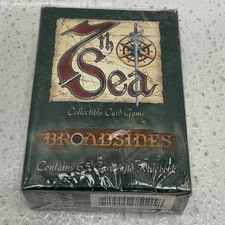 7th
Sea
Collectible Card Game
BROADSIDES
Contains 65 Cards and Rulebook